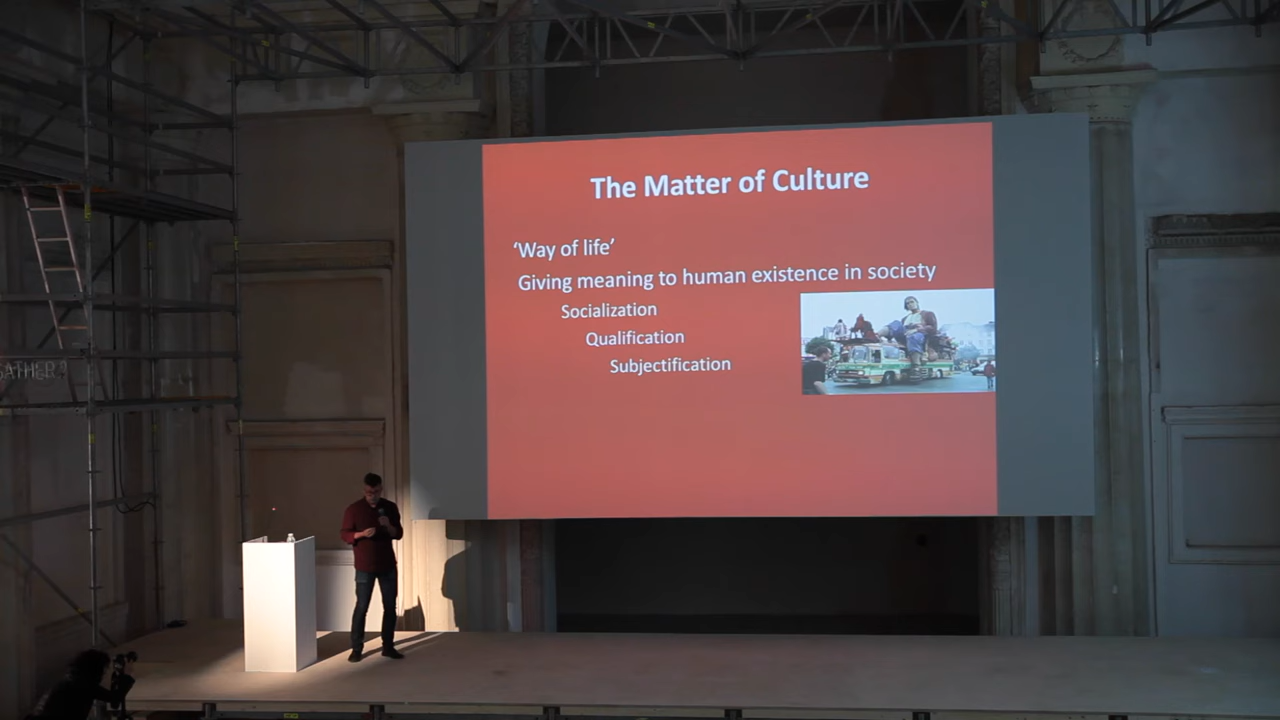 The Matter of Culture
‘Way of life’
Giving meaning to human existence in society
Socialization
Qualification
Subjectification